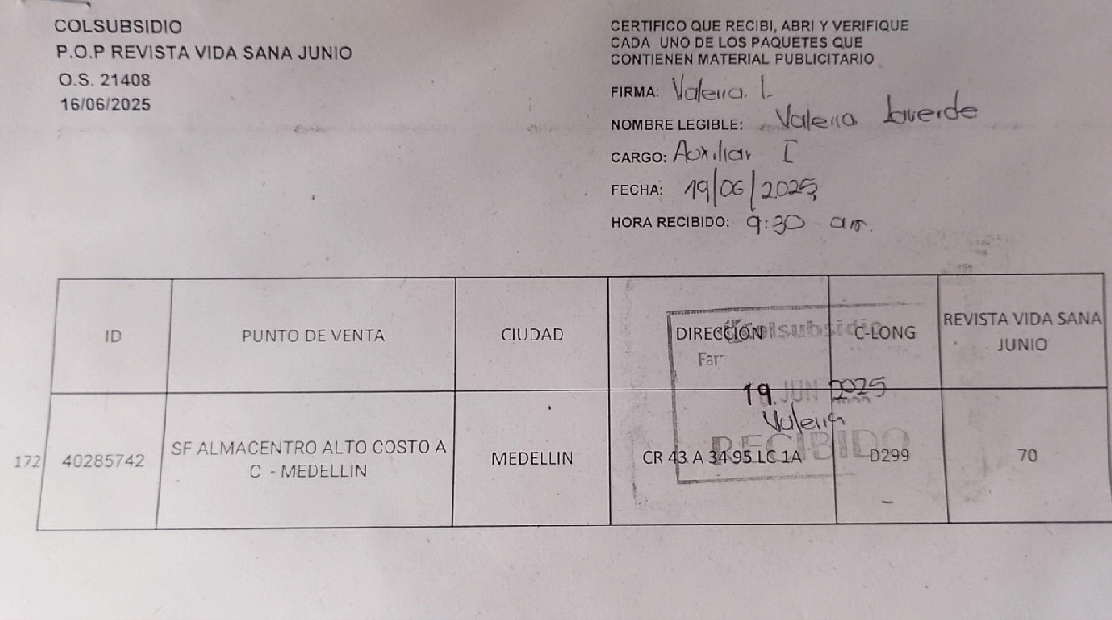 COLSUBSIDIO
P.O.P REVISTA VIDA SANA JUNIO
O.S. 21408
16/06/2025
CERTIFICO QUE RECIBI, ABRI Y VERIFIQUE
CADA UNO DE LOS PAQUETES QUE
CONTIENEN MATERIAL PUBLICITARIO
FIRMA: Valeria. L
NOMBRE LEGIBLE: Valeria Laverde
CARGO: Auxiliar I
FECHA: 19/06/2025
HORA RECIBIDO: 9:30 am.
ID
PUNTO DE VENTA
CIUDAD
DIRECCIÓN
C-LONG
REVISTA VIDA SANA
JUNIO
Colsubsidio
19 JUN 2025
Valeria
RECIBIDO
172
40285742
SF ALMACENTRO ALTO COSTO A
C - MEDELLIN
MEDELLIN
CR 43 A 34 95 LC 1A
D299
70